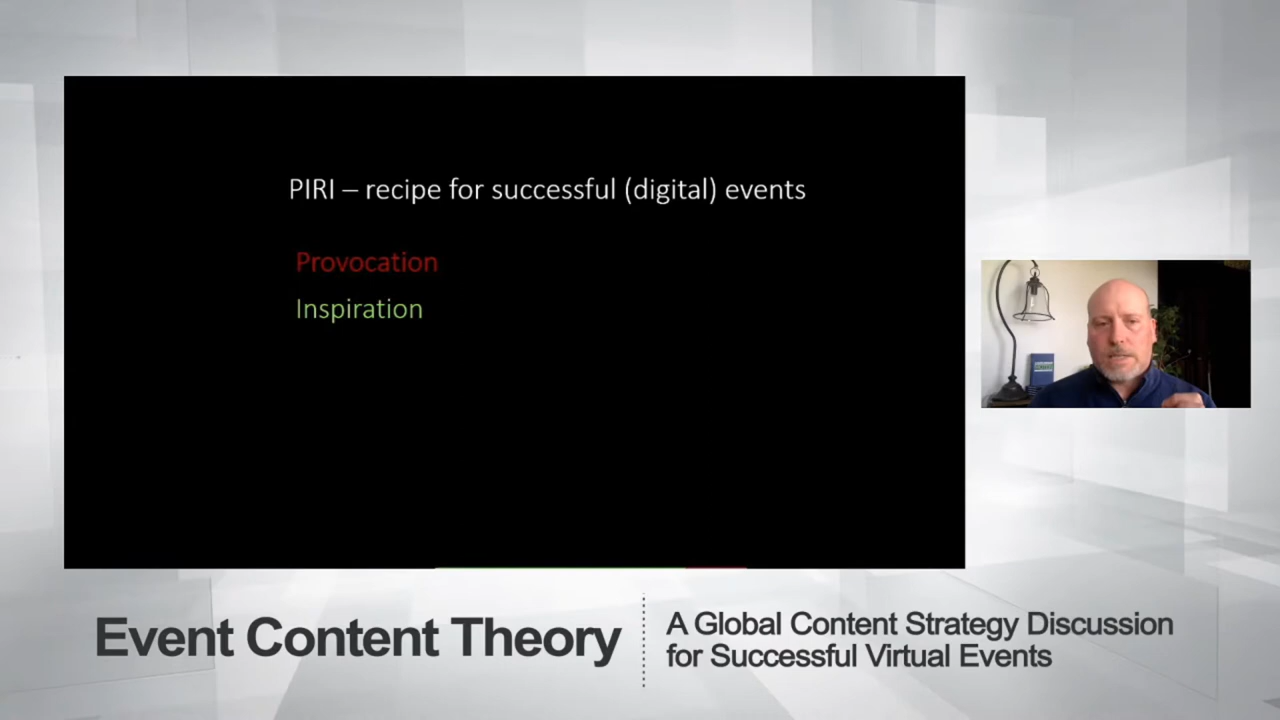 PIRI – recipe for successful (digital) events
Provocation
Inspiration
Event Content Theory
A Global Content Strategy Discussion
for Successful Virtual Events